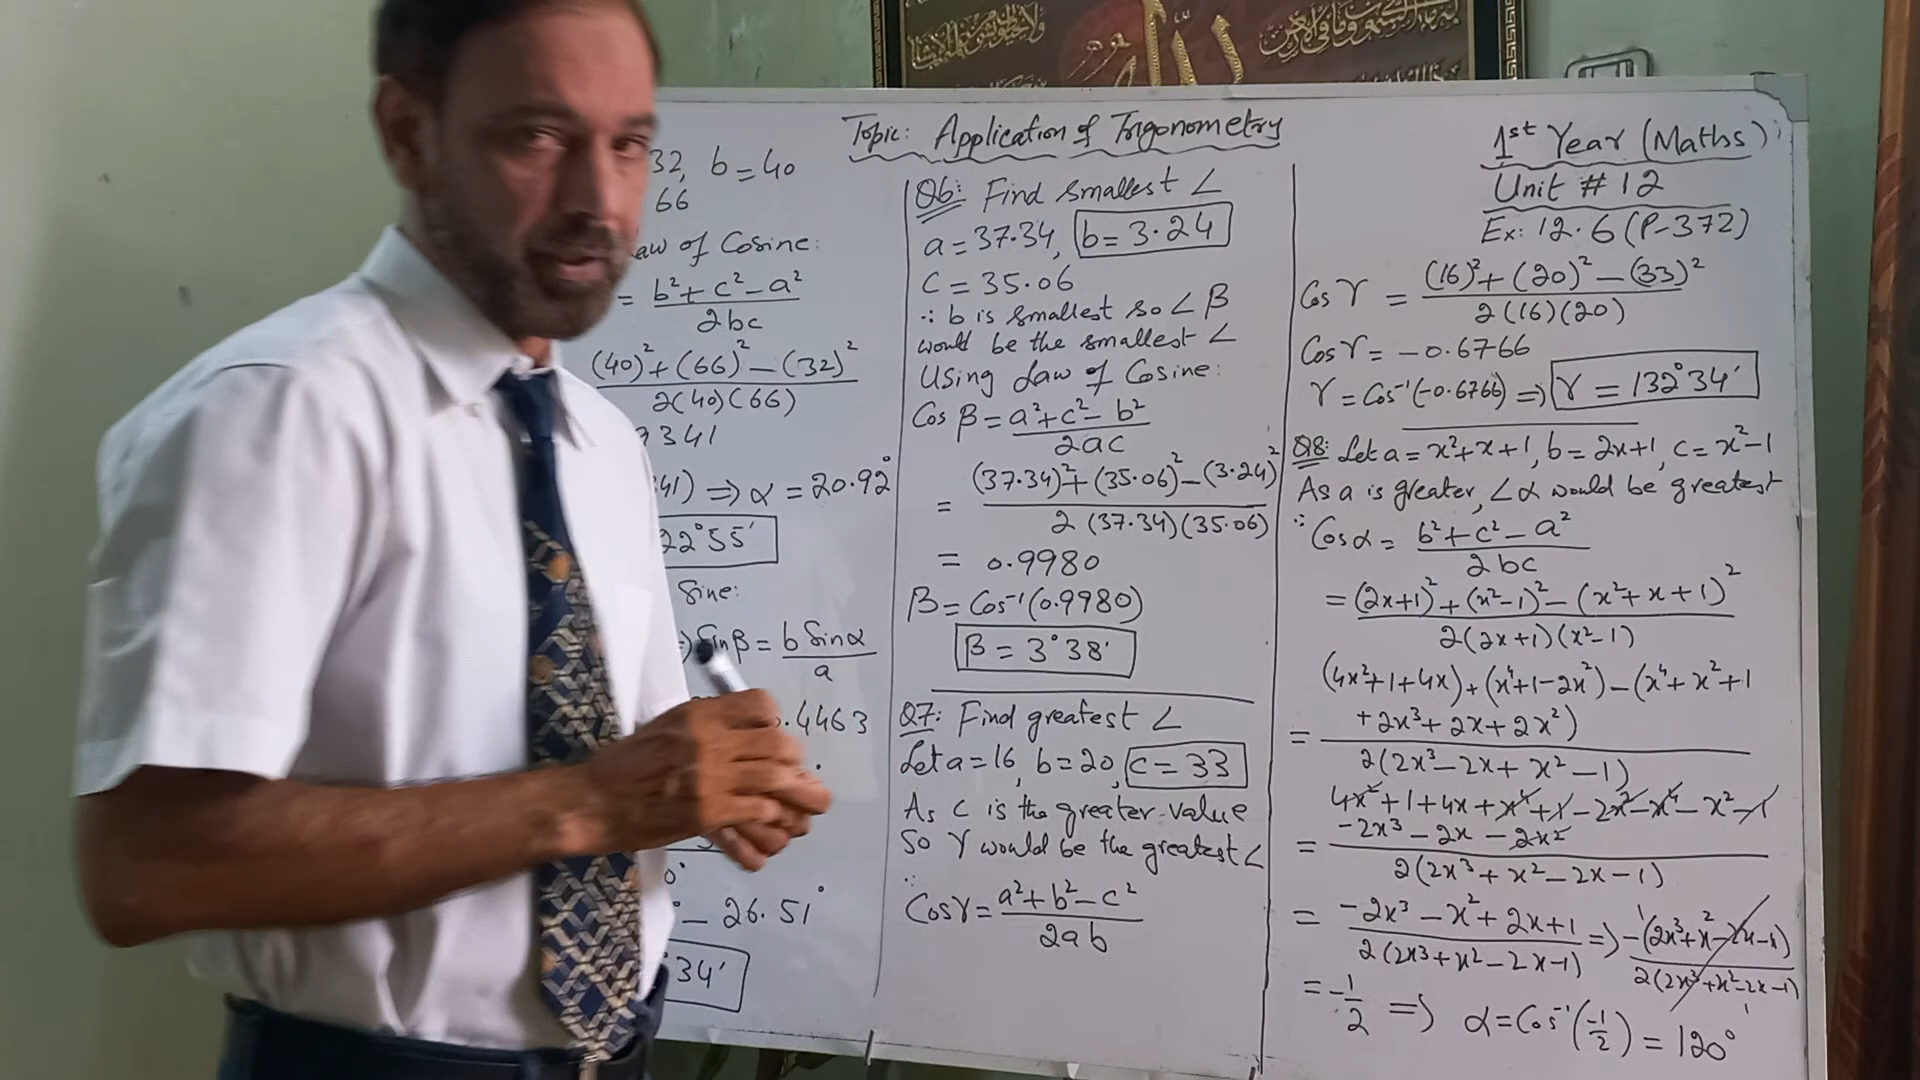 Topic: Application of Trigonometry
1st Year (Maths)
Unit # 12
Ex: 12.6 (P-372)
32, b = 40
66
Law of Cosine:
= b² + c² - a² / 2bc
(40)² + (66)² - (32)² / 2(40)(66)
9341
341) ⇒ α = 20.92°
22°55'
Sine:
⇒ Sinβ = b Sinα / a
.4463
- 26.51°
34'
Q6: Find smallest ∠
a = 37.34, b = 3.24
c = 35.06
∵ b is smallest so ∠β
would be the smallest ∠
Using Law of Cosine:
Cos β = a² + c² - b² / 2ac
= (37.34)² + (35.06)² - (3.24)² / 2 (37.34)(35.06)
= 0.9980
β = Cos⁻¹(0.9980)
β = 3°38'
Q7: Find greatest ∠
Let a = 16, b = 20, c = 33
As c is the greater value
So γ would be the greatest ∠
∵
Cosγ = a² + b² - c² / 2ab
Cos γ = (16)² + (20)² - (33)² / 2(16)(20)
Cos γ = -0.6766
γ = Cos⁻¹(-0.6766) ⇒ γ = 132°34'
Q8: Let a = x² + x + 1, b = 2x + 1, c = x² - 1
As a is greater, ∠α would be greatest
∵ Cosα = b² + c² - a² / 2bc
= (2x+1)² + (x²-1)² - (x²+x+1)² / 2(2x+1)(x²-1)
(4x²+1+4x) + (x⁴+1-2x²) - (x⁴+x²+1
+2x³+2x+2x²)
= / 2(2x³-2x+x²-1)
4x²+1+4x+x⁴+1-2x²-x⁴-x²-1
-2x³-2x-2x²
= / 2(2x³+x²-2x-1)
= -2x³-x²+2x+1 / 2(2x³+x²-2x-1) ⇒ -(2x³+x²-2x-1) / 2(2x³+x²-2x-1)
= -1/2 ⇒ α = Cos⁻¹(-1/2) = 120°